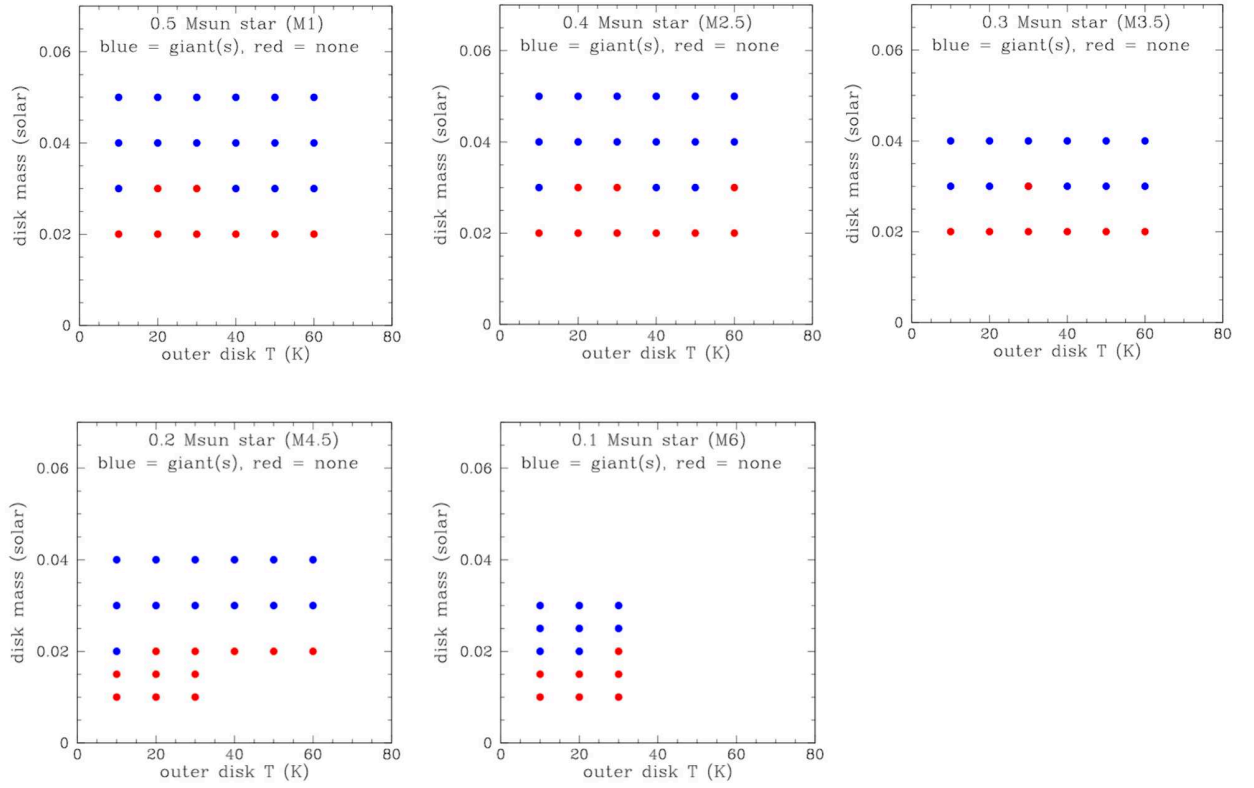 0.5 Msun star (M1)
blue = giant(s), red = none
0.06
0.04
0.02
0
disk mass (solar)
0 20 40 60 80
outer disk T (K)
0.4 Msun star (M2.5)
blue = giant(s), red = none
0.06
0.04
0.02
0
disk mass (solar)
0 20 40 60 80
outer disk T (K)
0.3 Msun star (M3.5)
blue = giant(s), red = none
0.06
0.04
0.02
0
disk mass (solar)
0 20 40 60 80
outer disk T (K)
0.2 Msun star (M4.5)
blue = giant(s), red = none
0.06
0.04
0.02
0
disk mass (solar)
0 20 40 60 80
outer disk T (K)
0.1 Msun star (M6)
blue = giant(s), red = none
0.06
0.04
0.02
0
disk mass (solar)
0 20 40 60 80
outer disk T (K)